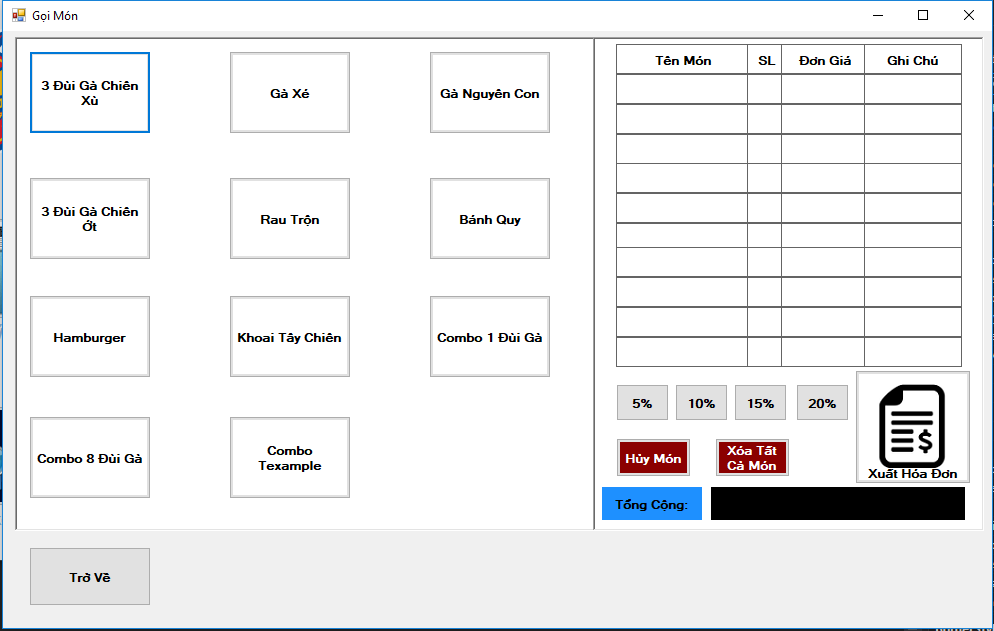 Gọi Món
3 Đùi Gà Chiên
Xù
Gà Xé
Gà Nguyên Con
3 Đùi Gà Chiên
Ớt
Rau Trộn
Bánh Quy
Hamburger
Khoai Tây Chiên
Combo 1 Đùi Gà
Combo 8 Đùi Gà
Combo
Texample
Trở Về
Tên Món SL Đơn Giá Ghi Chú
5% 10% 15% 20%
Hủy Món
Xóa Tất
Cả Món
$
Xuất Hóa Đơn
Tổng Cộng: